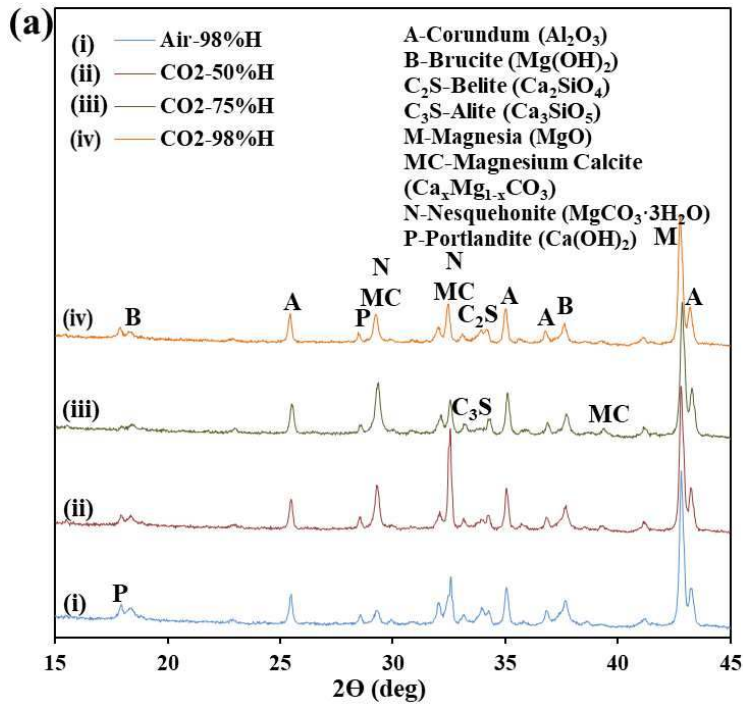 (a)
(i) Air-98%H
(ii) CO2-50%H
(iii) CO2-75%H
(iv) CO2-98%H
A-Corundum (Al₂O₃)
B-Brucite (Mg(OH)₂)
C₂S-Belite (Ca₂SiO₄)
C₃S-Alite (Ca₃SiO₅)
M-Magnesia (MgO)
MC-Magnesium Calcite
(CaₓMg₁₋ₓCO₃)
N-Nesquehonite (MgCO₃·3H₂O)
P-Portlandite (Ca(OH)₂)
N N M
MC MC
(iv) B A P C₂S A A B A
(iii) C₃S MC
(ii)
P
(i)
15 20 25 30 35 40 45
2Θ (deg)